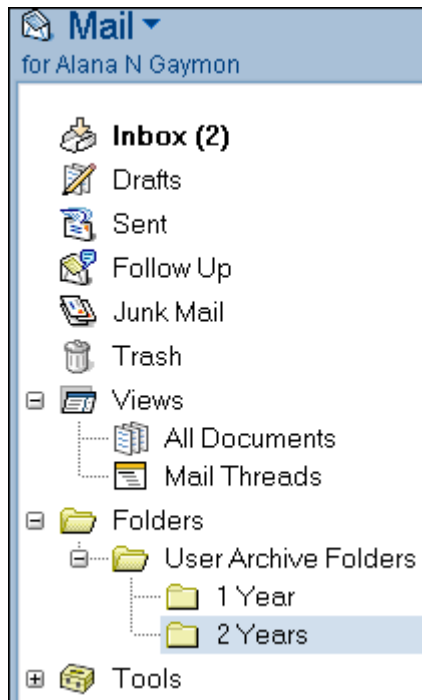 Mail
for Alana N Gaymon
Inbox (2)
Drafts
Sent
Follow Up
Junk Mail
Trash
Views
All Documents
Mail Threads
Folders
User Archive Folders
1 Year
2 Years
Tools